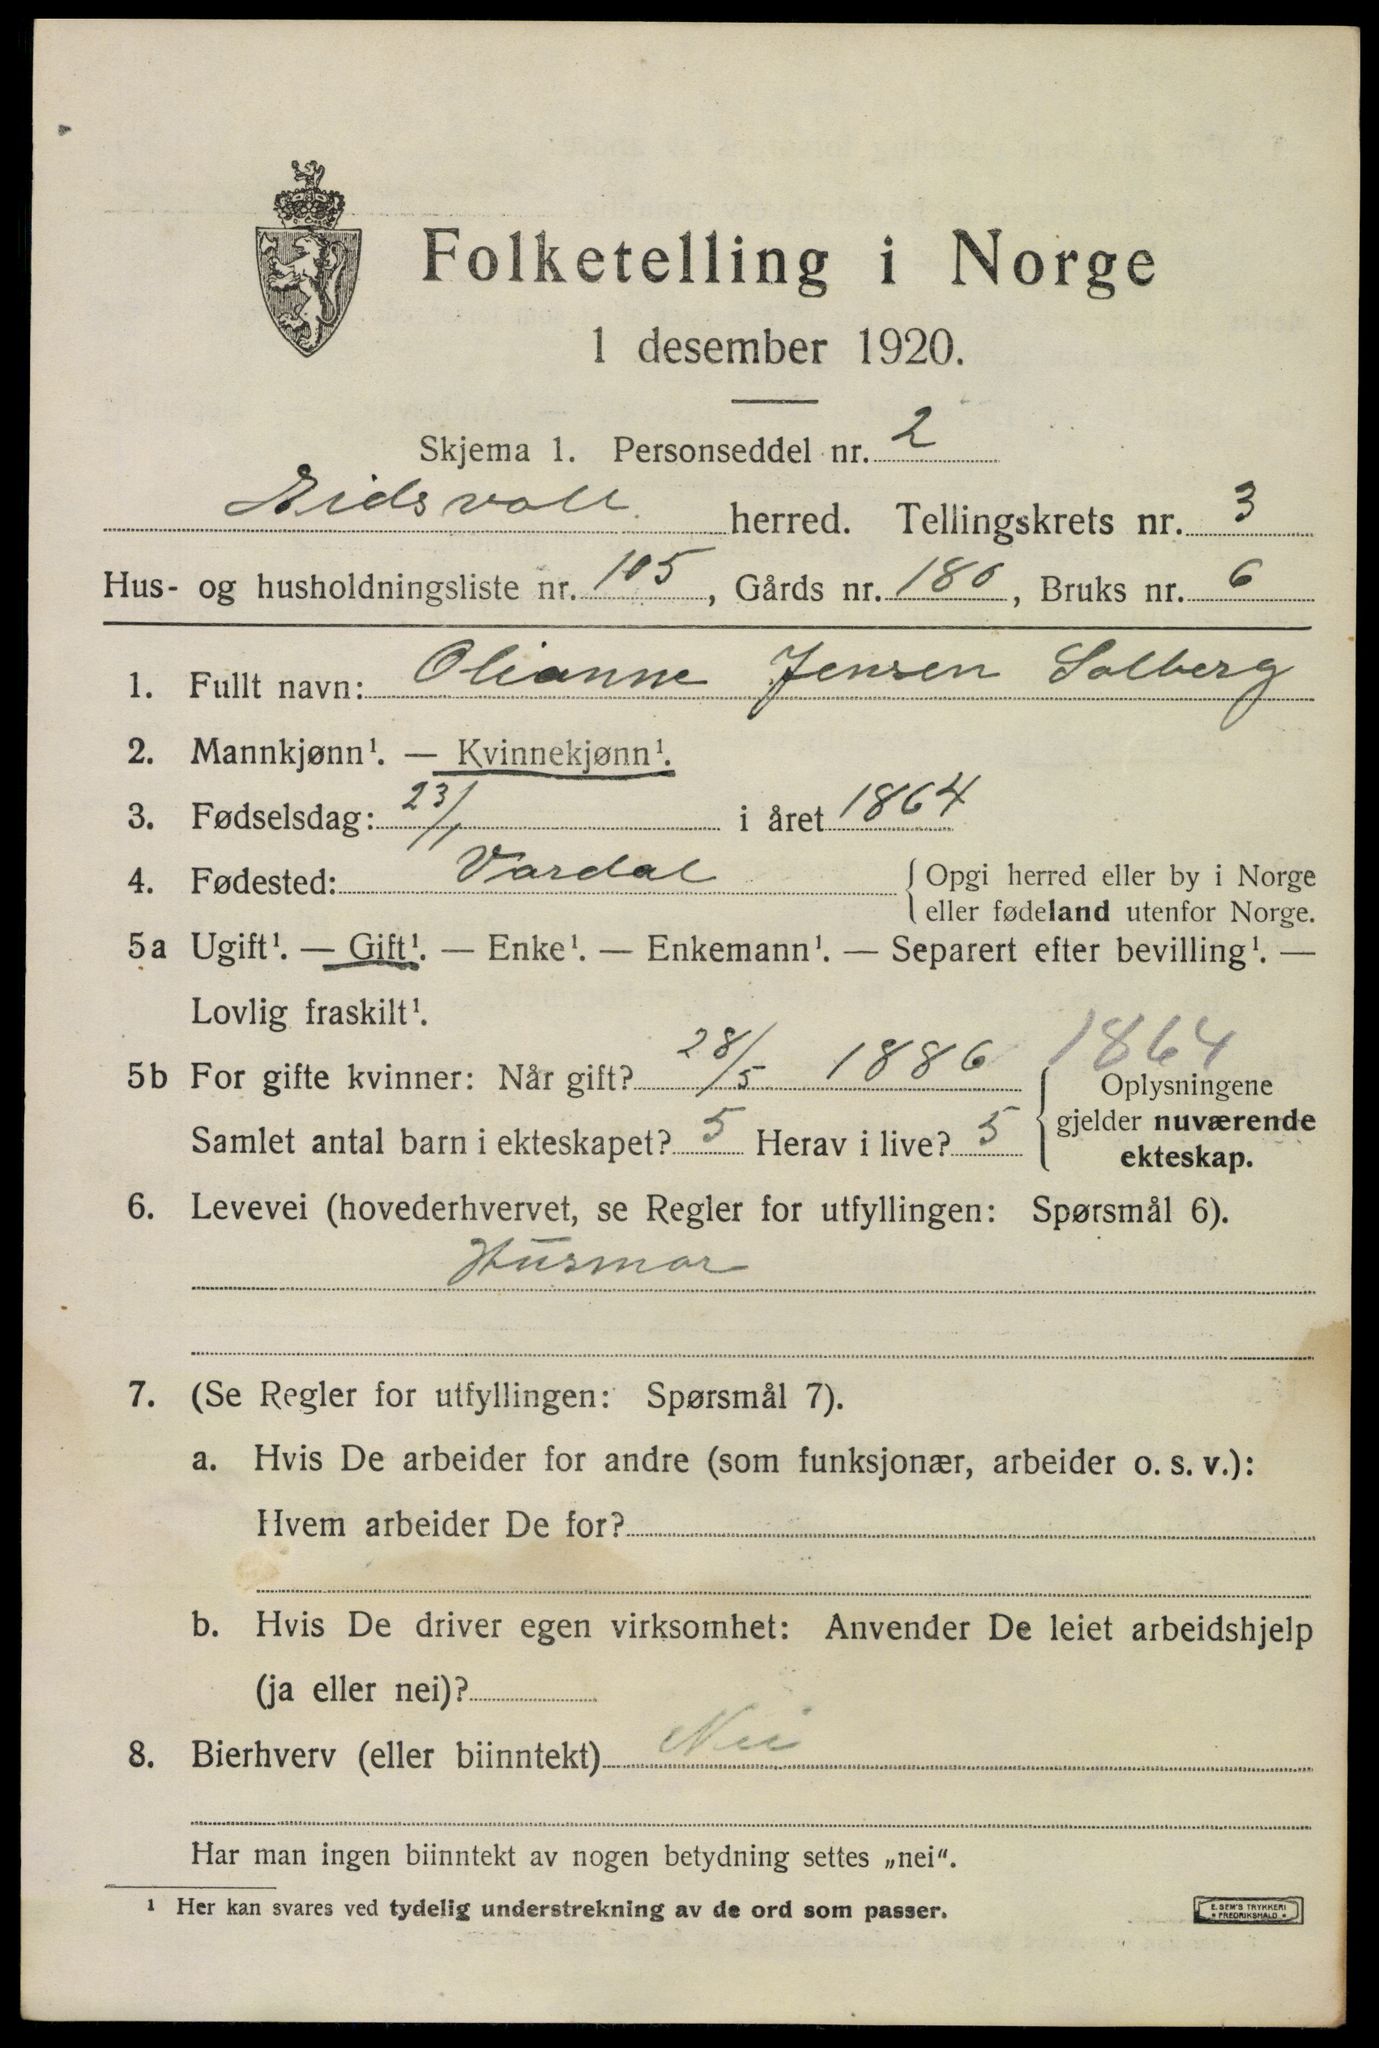 Folketelling i Norge
1 desember 1920.
Skjema 1. Personseddel nr. 2
Eidsvoll herred. Tellingskrets nr. 3
Hus- og husholdningsliste nr. 105, Gårds nr. 180, Bruks nr. 6
1. Fullt navn: Olianne Jensen Solberg
2. Mannkjønn¹. — Kvinnekjønn¹.
3. Fødselsdag: 23/1 i året 1864
4. Fødested: Vardal { Opgi herred eller by i Norge
eller fødeland utenfor Norge.
5a Ugift¹. — Gift¹. — Enke¹. — Enkemann¹. — Separert efter bevilling¹. —
Lovlig fraskilt¹.
1864
5b For gifte kvinner: Når gift? 28/5 1886 { Oplysningene
gjelder nuværende
ekteskap.
Samlet antal barn i ekteskapet? 5 Herav i live? 5
6. Levevei (hovederhvervet, se Regler for utfyllingen: Spørsmål 6).
Husmor
7. (Se Regler for utfyllingen: Spørsmål 7).
a. Hvis De arbeider for andre (som funksjonær, arbeider o. s. v.):
Hvem arbeider De for?
b. Hvis De driver egen virksomhet: Anvender De leiet arbeidshjelp
(ja eller nei)?
8. Bierhverv (eller biinntekt) Nei
Har man ingen biinntekt av nogen betydning settes „nei“.
¹ Her kan svares ved tydelig understrekning av de ord som passer.
E. SEM'S TRYKKERI
* FREDRIKSHALD *